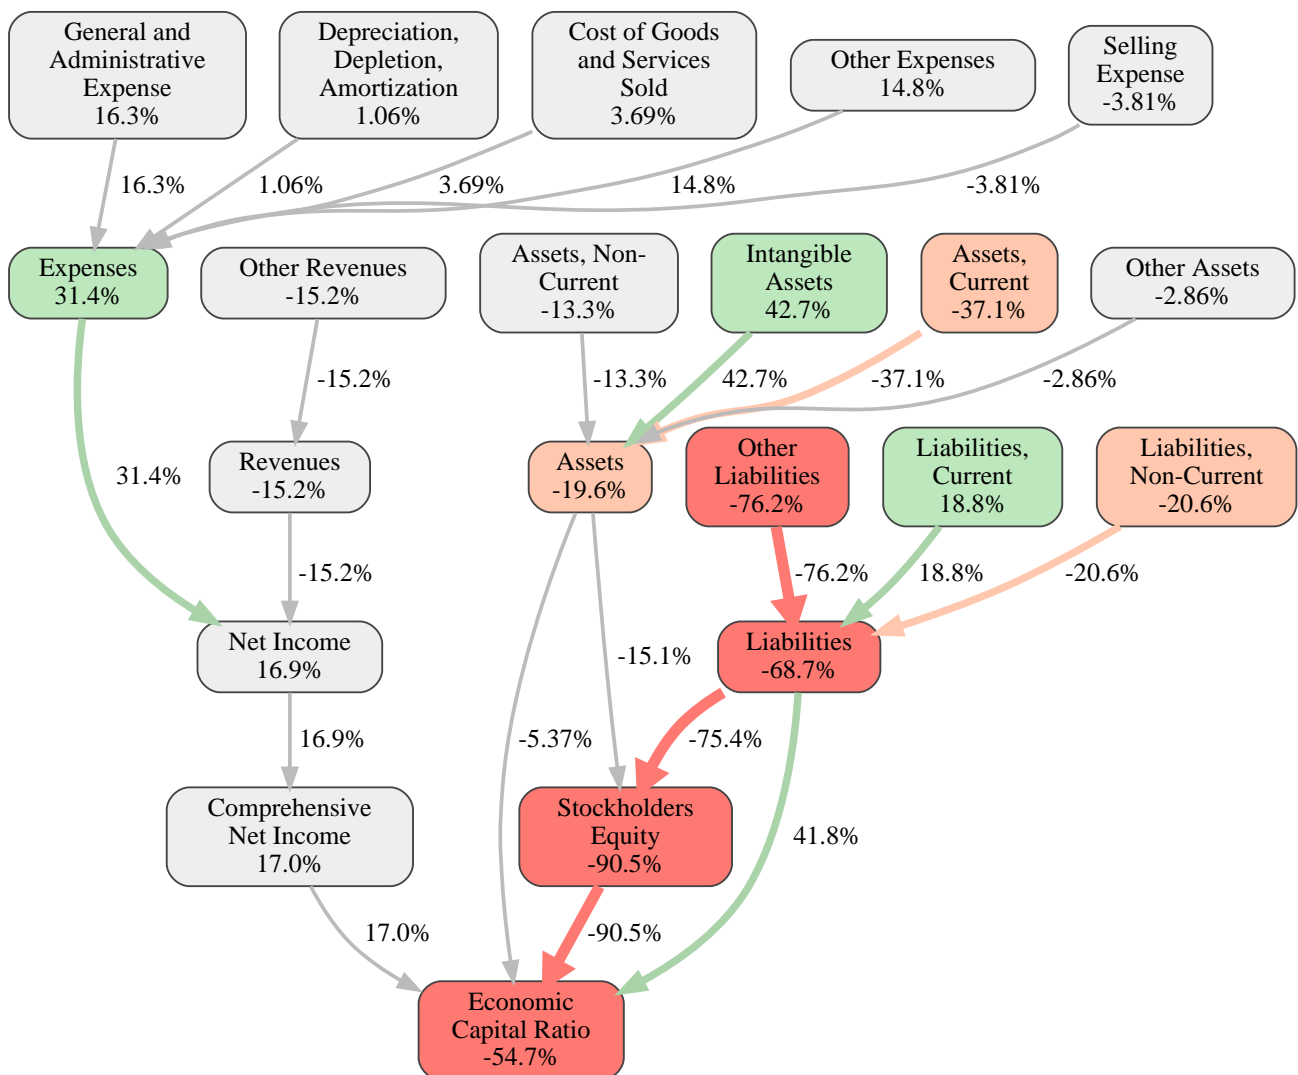 General and
Administrative
Expense
16.3%
Depreciation,
Depletion,
Amortization
1.06%
Cost of Goods
and Services
Sold
3.69%
Other Expenses
14.8%
Selling
Expense
-3.81%
16.3%
1.06%
3.69%
14.8%
-3.81%
Expenses
31.4%
Other Revenues
-15.2%
Assets, Non-
Current
-13.3%
Intangible
Assets
42.7%
Assets,
Current
-37.1%
Other Assets
-2.86%
-15.2%
-13.3%
42.7%
-37.1%
-2.86%
31.4%
Revenues
-15.2%
Assets
-19.6%
Other
Liabilities
-76.2%
Liabilities,
Current
18.8%
Liabilities,
Non-Current
-20.6%
-15.2%
-76.2%
18.8%
-20.6%
Net Income
16.9%
-15.1%
Liabilities
-68.7%
16.9%
-5.37%
-75.4%
Comprehensive
Net Income
17.0%
Stockholders
Equity
-90.5%
41.8%
17.0%
-90.5%
Economic
Capital Ratio
-54.7%